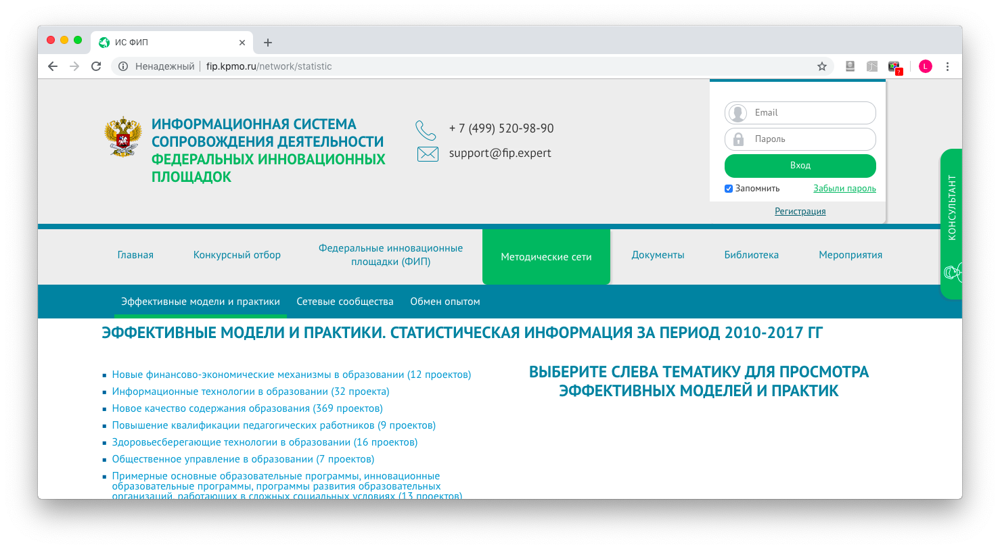 ИС ФИП
Ненадежный fip.kpmo.ru/network/statistic
L
?
ИНФОРМАЦИОННАЯ СИСТЕМА
СОПРОВОЖДЕНИЯ ДЕЯТЕЛЬНОСТИ
ФЕДЕРАЛЬНЫХ ИННОВАЦИОННЫХ
ПЛОЩАДОК
+ 7 (499) 520-98-90
support@fip.expert
Email
Пароль
Вход
Запомнить Забыли пароль
Регистрация
КОНСУЛЬТАНТ
Главная
Конкурсный отбор
Федеральные инновационные
площадки (ФИП)
Методические сети
Документы
Библиотека
Мероприятия
Эффективные модели и практики Сетевые сообщества Обмен опытом
ЭФФЕКТИВНЫЕ МОДЕЛИ И ПРАКТИКИ. СТАТИСТИЧЕСКАЯ ИНФОРМАЦИЯ ЗА ПЕРИОД 2010-2017 ГГ
Новые финансово-экономические механизмы в образовании (12 проектов)
Информационные технологии в образовании (32 проекта)
Новое качество содержания образования (369 проектов)
Повышение квалификации педагогических работников (9 проектов)
Здоровьесберегающие технологии в образовании (16 проектов)
Общественное управление в образовании (7 проектов)
Примерные основные образовательные программы, инновационные
образовательные программы, программы развития образовательных
организаций, работающих в сложных социальных условиях (13 проектов)
ВЫБЕРИТЕ СЛЕВА ТЕМАТИКУ ДЛЯ ПРОСМОТРА
ЭФФЕКТИВНЫХ МОДЕЛЕЙ И ПРАКТИК